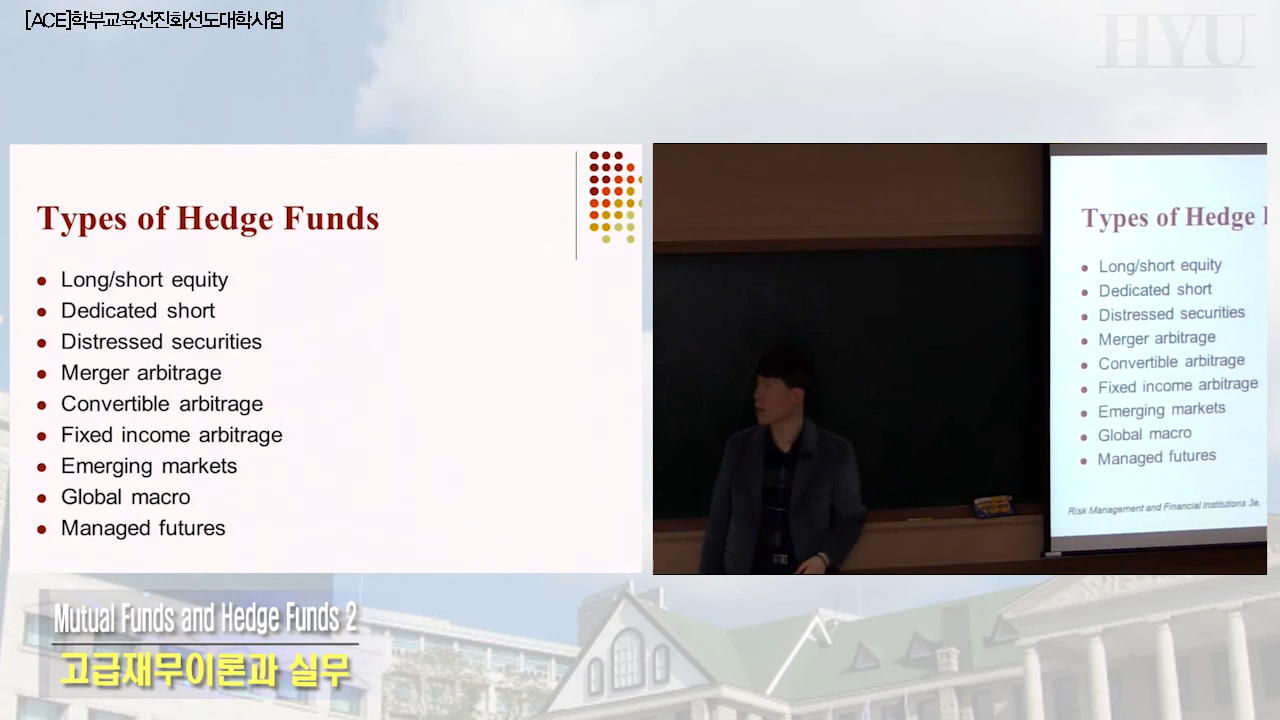 [ACE]학부교육선진화선도대학사업
HYU
Types of Hedge Funds
Long/short equity
Dedicated short
Distressed securities
Merger arbitrage
Convertible arbitrage
Fixed income arbitrage
Emerging markets
Global macro
Managed futures
Types of Hedge
Long/short equity
Dedicated short
Distressed securities
Merger arbitrage
Convertible arbitrage
Fixed income arbitrage
Emerging markets
Global macro
Managed futures
Risk Management and Financial Institutions 3e,
Mutual Funds and Hedge Funds 2
고급재무이론과 실무